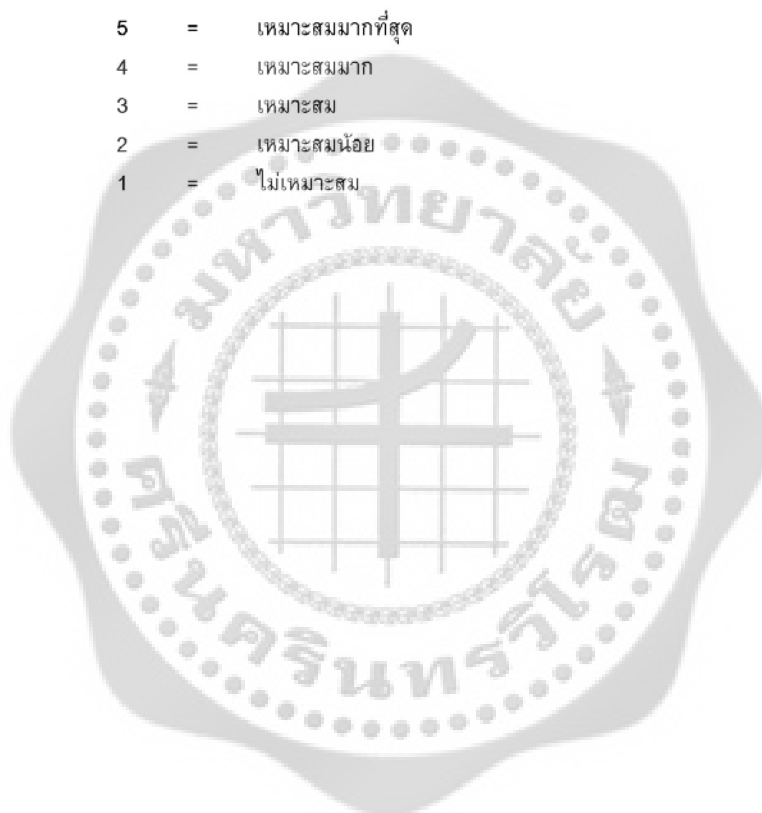 5 = เหมาะสมมากที่สุด
4 = เหมาะสมมาก
3 = เหมาะสม
2 = เหมาะสมน้อย
1 = ไม่เหมาะสม
มหาวิทยาลัย
ศรีนครินทรวิโรฒ